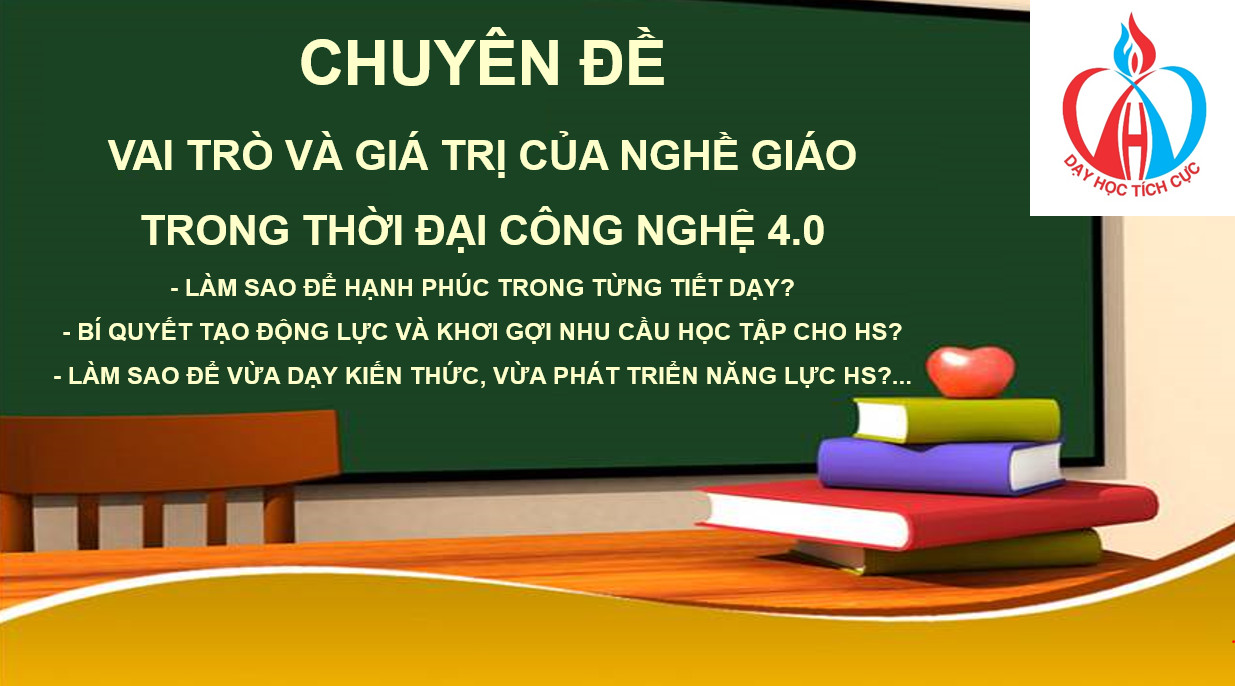 CHUYÊN ĐỀ
VAI TRÒ VÀ GIÁ TRỊ CỦA NGHỀ GIÁO
TRONG THỜI ĐẠI CÔNG NGHỆ 4.0
- LÀM SAO ĐỂ HẠNH PHÚC TRONG TỪNG TIẾT DẠY?
- BÍ QUYẾT TẠO ĐỘNG LỰC VÀ KHƠI GỢI NHU CẦU HỌC TẬP CHO HS?
- LÀM SAO ĐỂ VỪA DẠY KIẾN THỨC, VỪA PHÁT TRIỂN NĂNG LỰC HS?...
DẠY HỌC TÍCH CỰC